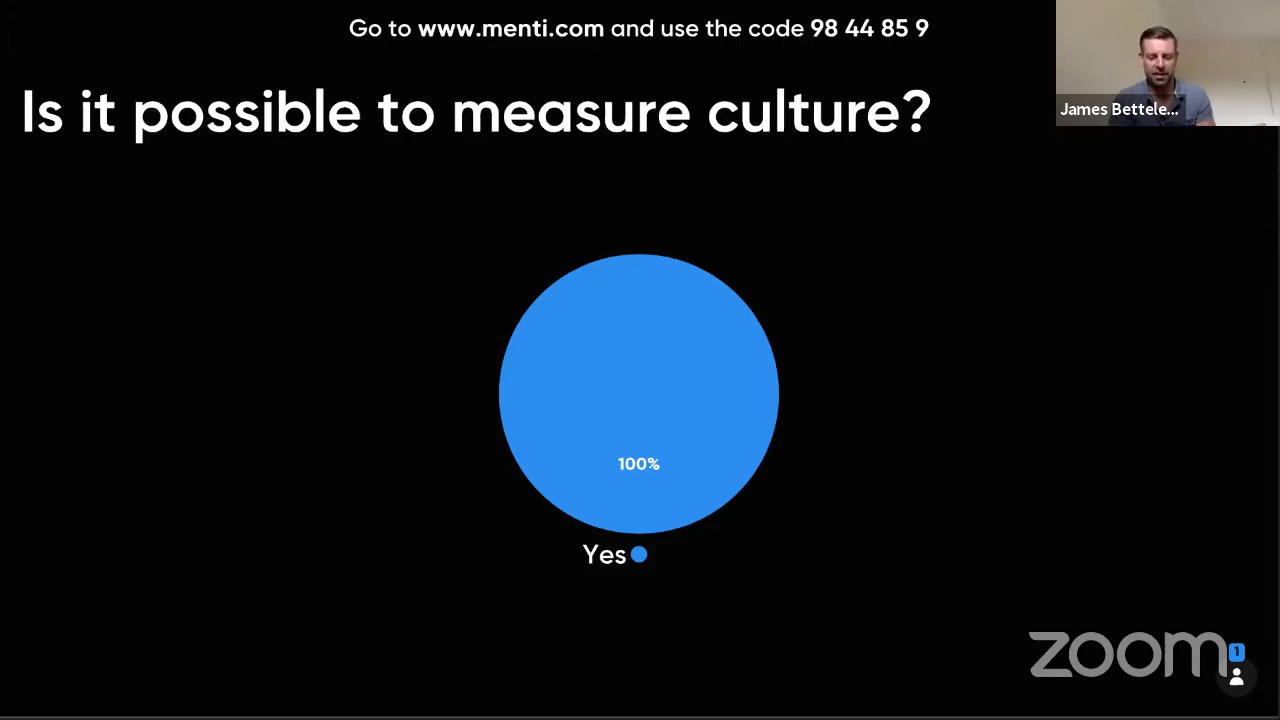 Go to www.menti.com and use the code 98 44 85 9
Is it possible to measure culture?
James Bettele...
100%
Yes
zoom
1